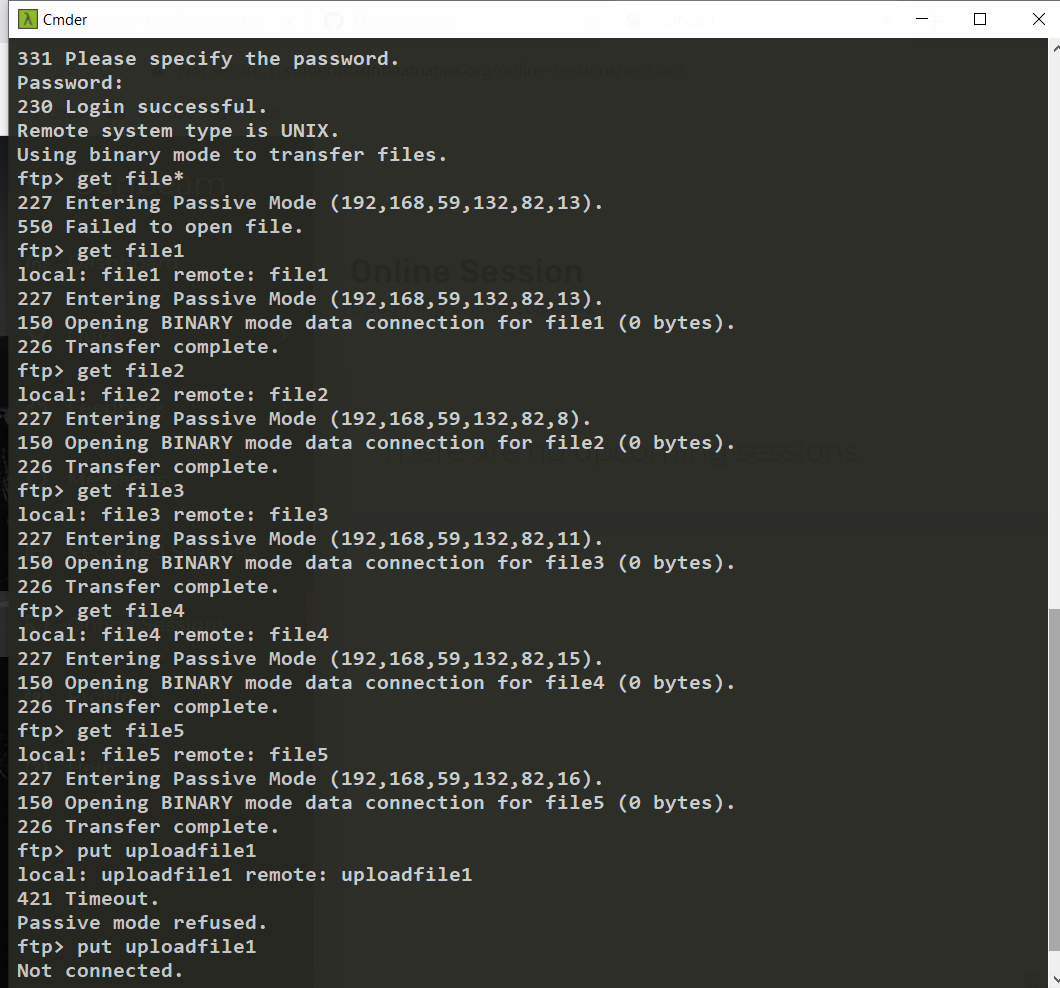 Cmder
331 Please specify the password.
Password:
230 Login successful.
Remote system type is UNIX.
Using binary mode to transfer files.
ftp> get file*
227 Entering Passive Mode (192,168,59,132,82,13).
550 Failed to open file.
ftp> get file1
local: file1 remote: file1
Online Session
227 Entering Passive Mode (192,168,59,132,82,13).
150 Opening BINARY mode data connection for file1 (0 bytes).
226 Transfer complete.
ftp> get file2
local: file2 remote: file2
227 Entering Passive Mode (192,168,59,132,82,8).
150 Opening BINARY mode data connection for file2 (0 bytes).
There are no upcoming sessions
226 Transfer complete.
ftp> get file3
local: file3 remote: file3
227 Entering Passive Mode (192,168,59,132,82,11).
150 Opening BINARY mode data connection for file3 (0 bytes).
226 Transfer complete.
ftp> get file4
local: file4 remote: file4
227 Entering Passive Mode (192,168,59,132,82,15).
150 Opening BINARY mode data connection for file4 (0 bytes).
226 Transfer complete.
ftp> get file5
local: file5 remote: file5
227 Entering Passive Mode (192,168,59,132,82,16).
150 Opening BINARY mode data connection for file5 (0 bytes).
226 Transfer complete.
ftp> put uploadfile1
local: uploadfile1 remote: uploadfile1
421 Timeout.
Passive mode refused.
ftp> put uploadfile1
Not connected.